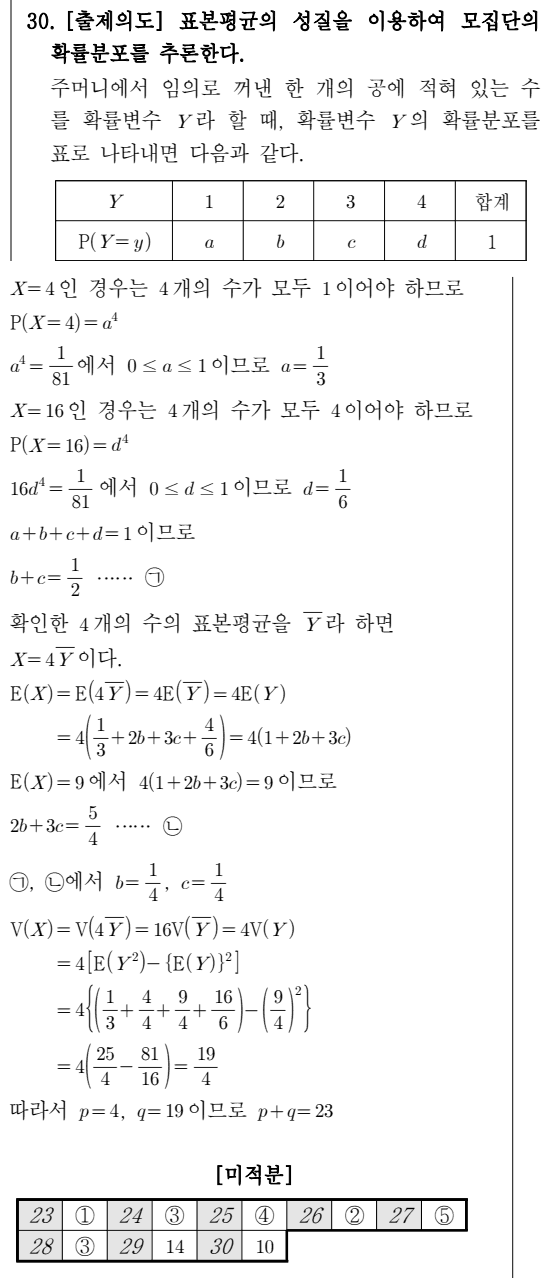 30. [출제의도] 표본평균의 성질을 이용하여 모집단의
확률분포를 추론한다.
주머니에서 임의로 꺼낸 한 개의 공에 적혀 있는 수
를 확률변수 Y라 할 때, 확률변수 Y의 확률분포를
표로 나타내면 다음과 같다.
Y 1 2 3 4 합계
P(Y=y) a b c d 1
X=4인 경우는 4개의 수가 모두 1이어야 하므로
P(X=4)=a⁴
a⁴=1/81에서 0≤a≤1이므로 a=1/3
X=16인 경우는 4개의 수가 모두 4이어야 하므로
P(X=16)=d⁴
16d⁴=1/81에서 0≤d≤1이므로 d=1/6
a+b+c+d=1이므로
b+c=1/2 …… ㉠
확인한 4개의 수의 표본평균을 Y̅라 하면
X=4Y̅이다.
E(X)=E(4Y̅)=4E(Y̅)=4E(Y)
=4(1/3+2b+3c+4/6)=4(1+2b+3c)
E(X)=9에서 4(1+2b+3c)=9이므로
2b+3c=5/4 …… ㉡
㉠, ㉡에서 b=1/4, c=1/4
V(X)=V(4Y̅)=16V(Y̅)=4V(Y)
=4[E(Y²)-{E(Y)}²]
=4{(1/3+4/4+9/4+16/6)-(9/4)²}
=4(25/4-81/16)=19/4
따라서 p=4, q=19이므로 p+q=23
[미적분]
23 ① 24 ③ 25 ④ 26 ② 27 ⑤
28 ③ 29 14 30 10